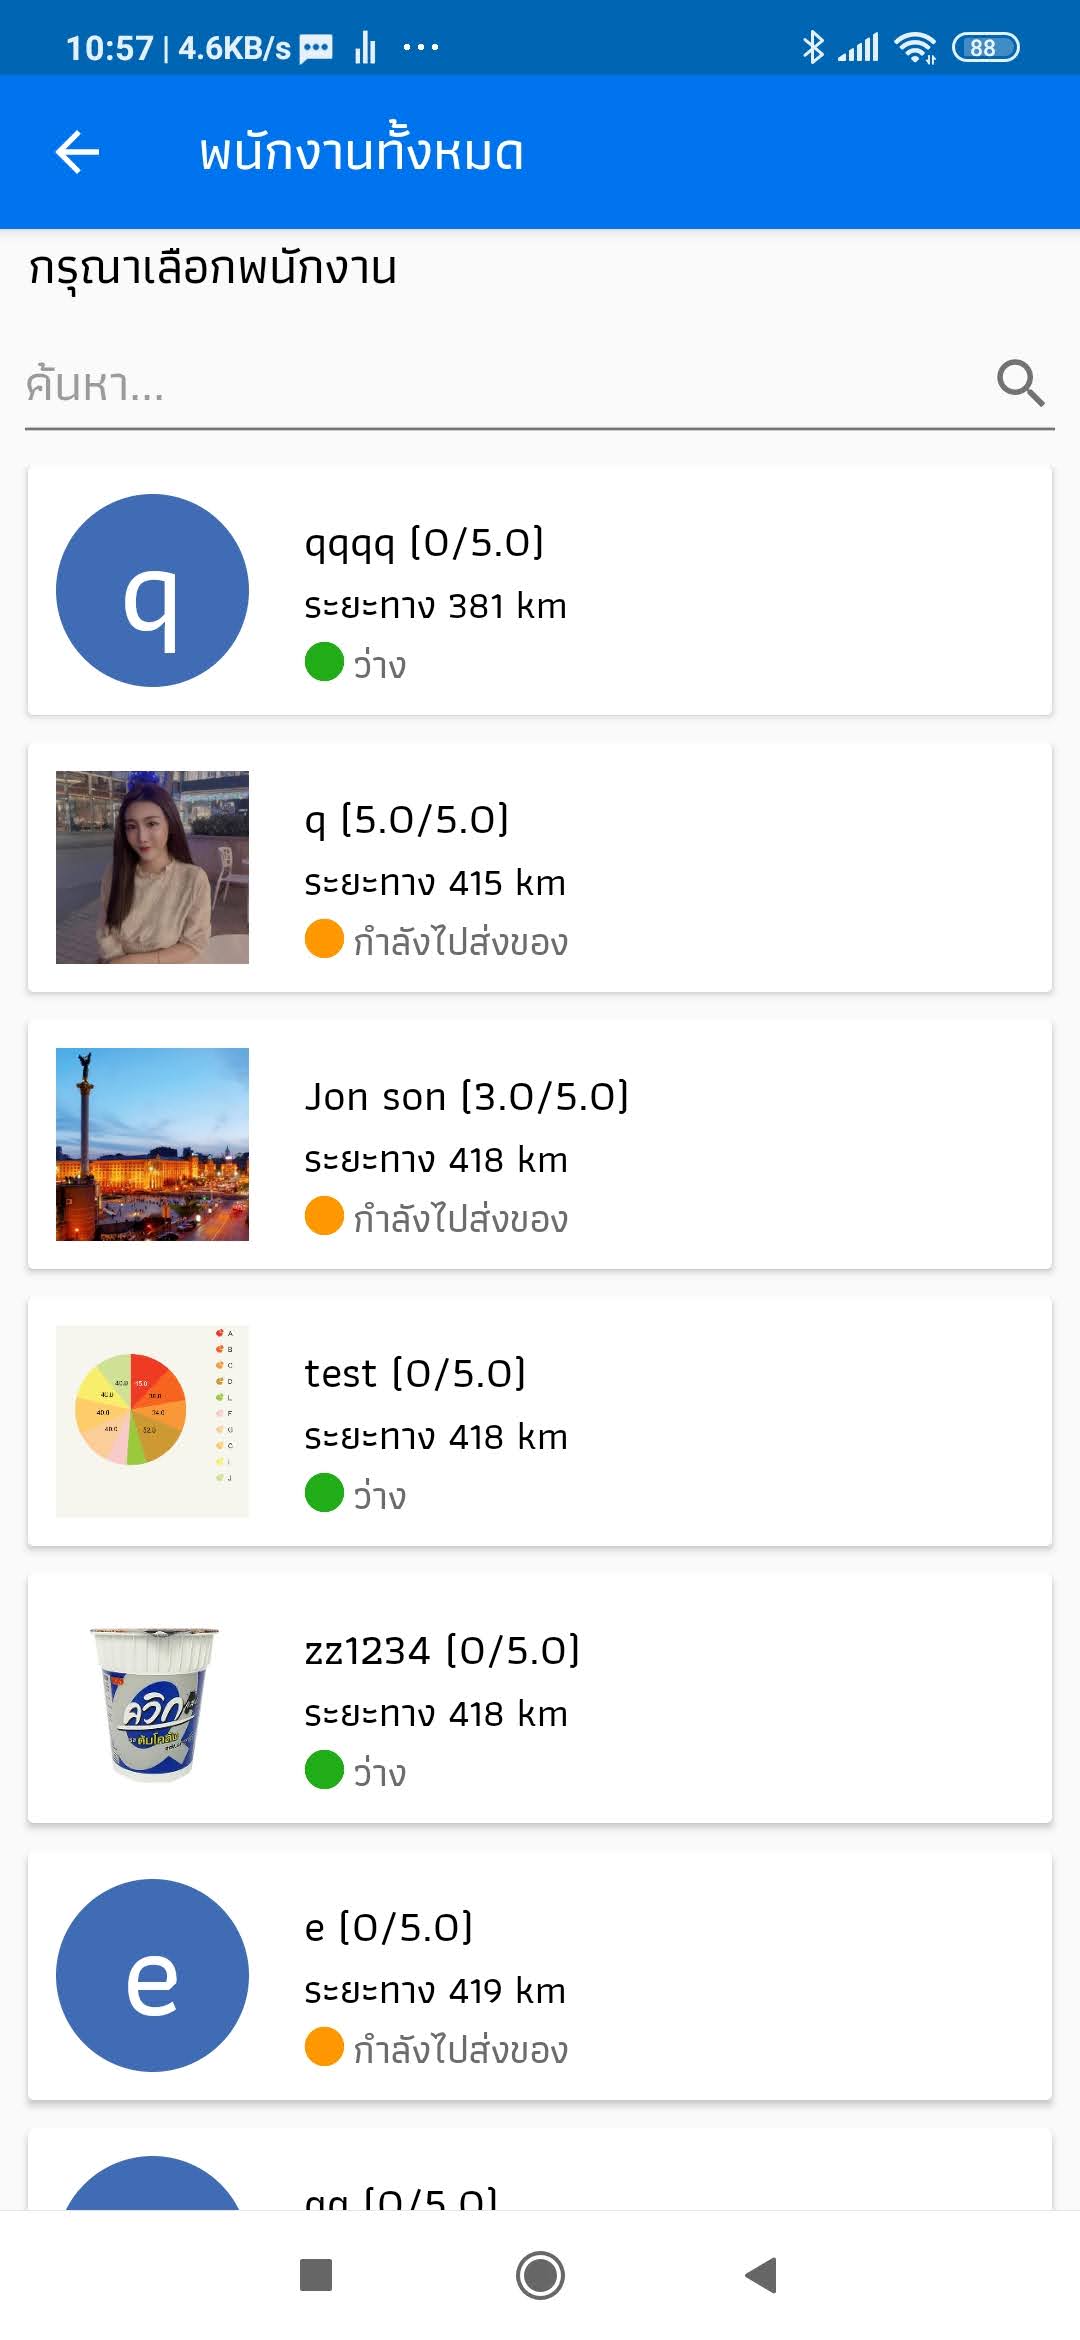 10:57 | 4.6KB/s
88
พนักงานทั้งหมด
กรุณาเลือกพนักงาน
ค้นหา...
q
qqqq (0/5.0)
ระยะทาง 381 km
ว่าง
q (5.0/5.0)
ระยะทาง 415 km
กำลังไปส่งของ
Jon son (3.0/5.0)
ระยะทาง 418 km
กำลังไปส่งของ
test (0/5.0)
ระยะทาง 418 km
ว่าง
zz1234 (0/5.0)
ระยะทาง 418 km
ว่าง
ควิก
e
e (0/5.0)
ระยะทาง 419 km
กำลังไปส่งของ
qq (0/5.0)